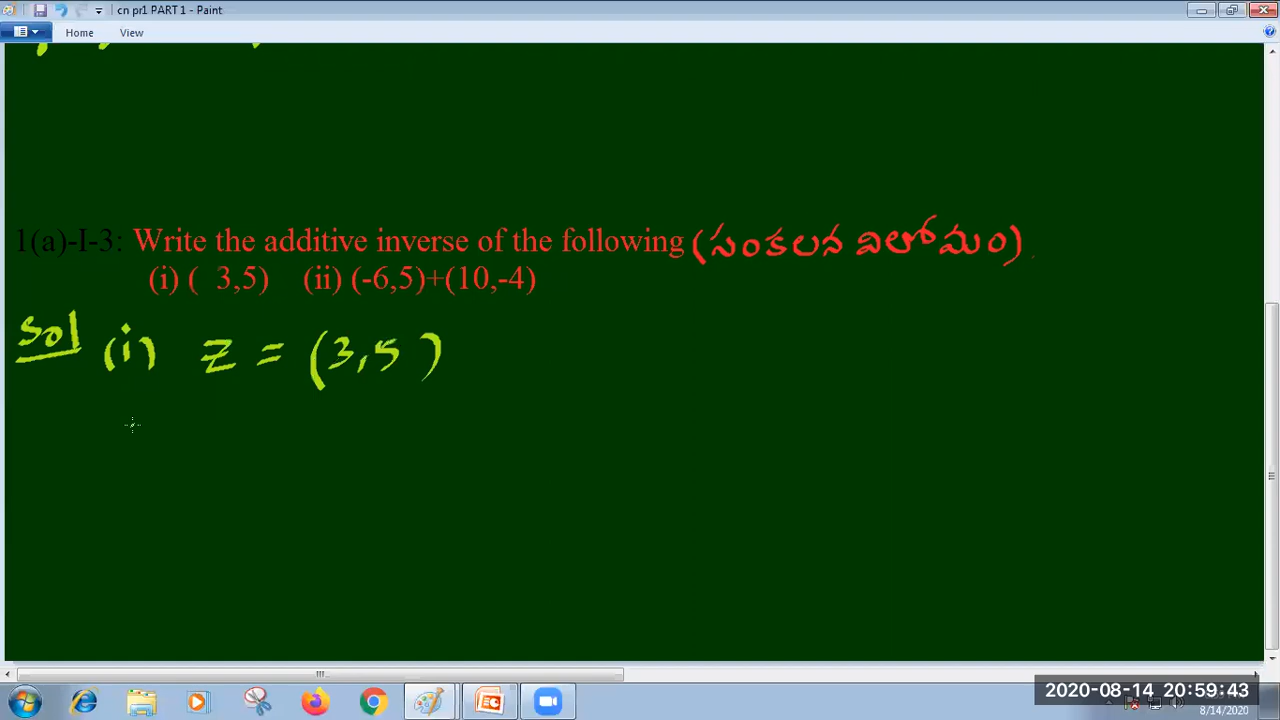 cn pr1 PART 1 - Paint
Home View
1(a)-I-3: Write the additive inverse of the following (సంకలన విలోమం)
(i) ( 3,5) (ii) (-6,5)+(10,-4)
Sol (i) z = (3,5)
2020-08-14 20:59:43
8/14/2020